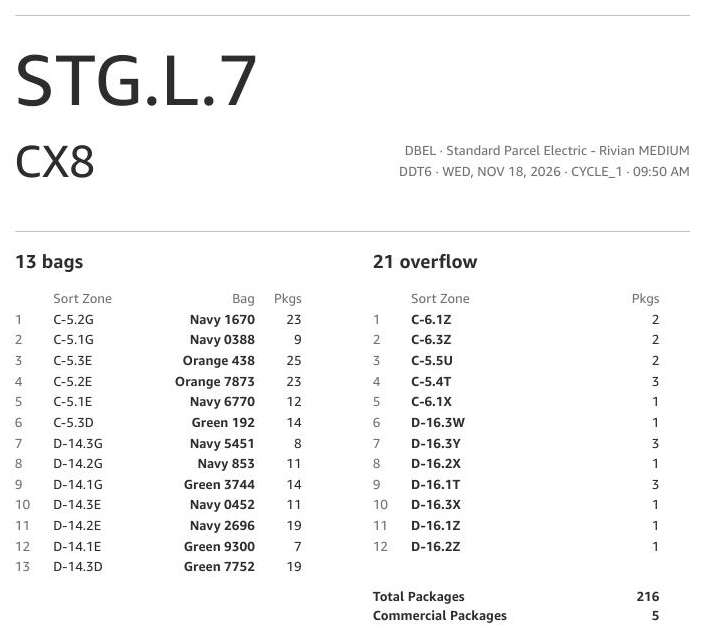 STG.L.7
CX8
DBEL · Standard Parcel Electric - Rivian MEDIUM
DDT6 · WED, NOV 18, 2026 · CYCLE_1 · 09:50 AM
13 bags
Sort Zone Bag Pkgs
1 C-5.2G Navy 1670 23
2 C-5.1G Navy 0388 9
3 C-5.3E Orange 438 25
4 C-5.2E Orange 7873 23
5 C-5.1E Navy 6770 12
6 C-5.3D Green 192 14
7 D-14.3G Navy 5451 8
8 D-14.2G Navy 853 11
9 D-14.1G Green 3744 14
10 D-14.3E Navy 0452 11
11 D-14.2E Navy 2696 19
12 D-14.1E Green 9300 7
13 D-14.3D Green 7752 19
21 overflow
Sort Zone Pkgs
1 C-6.1Z 2
2 C-6.3Z 2
3 C-5.5U 2
4 C-5.4T 3
5 C-6.1X 1
6 D-16.3W 1
7 D-16.3Y 3
8 D-16.2X 1
9 D-16.1T 3
10 D-16.3X 1
11 D-16.1Z 1
12 D-16.2Z 1
Total Packages 216
Commercial Packages 5